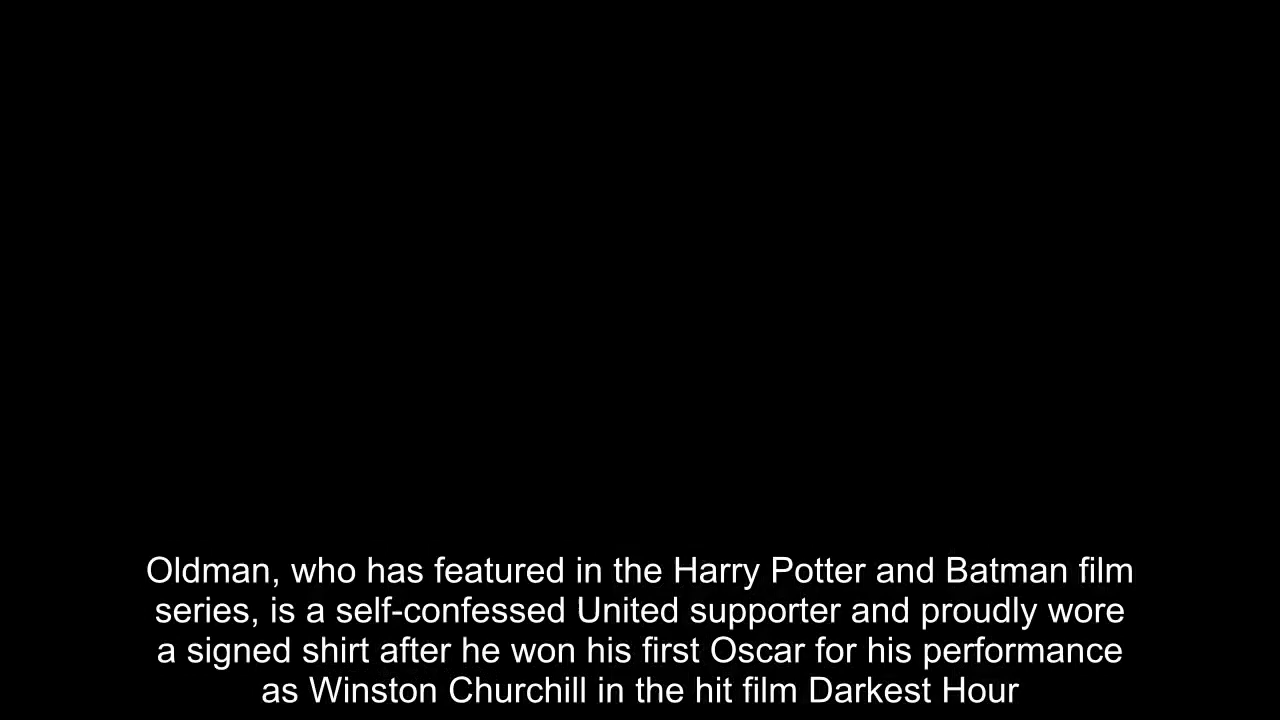 Oldman, who has featured in the Harry Potter and Batman film
series, is a self-confessed United supporter and proudly wore
a signed shirt after he won his first Oscar for his performance
as Winston Churchill in the hit film Darkest Hour